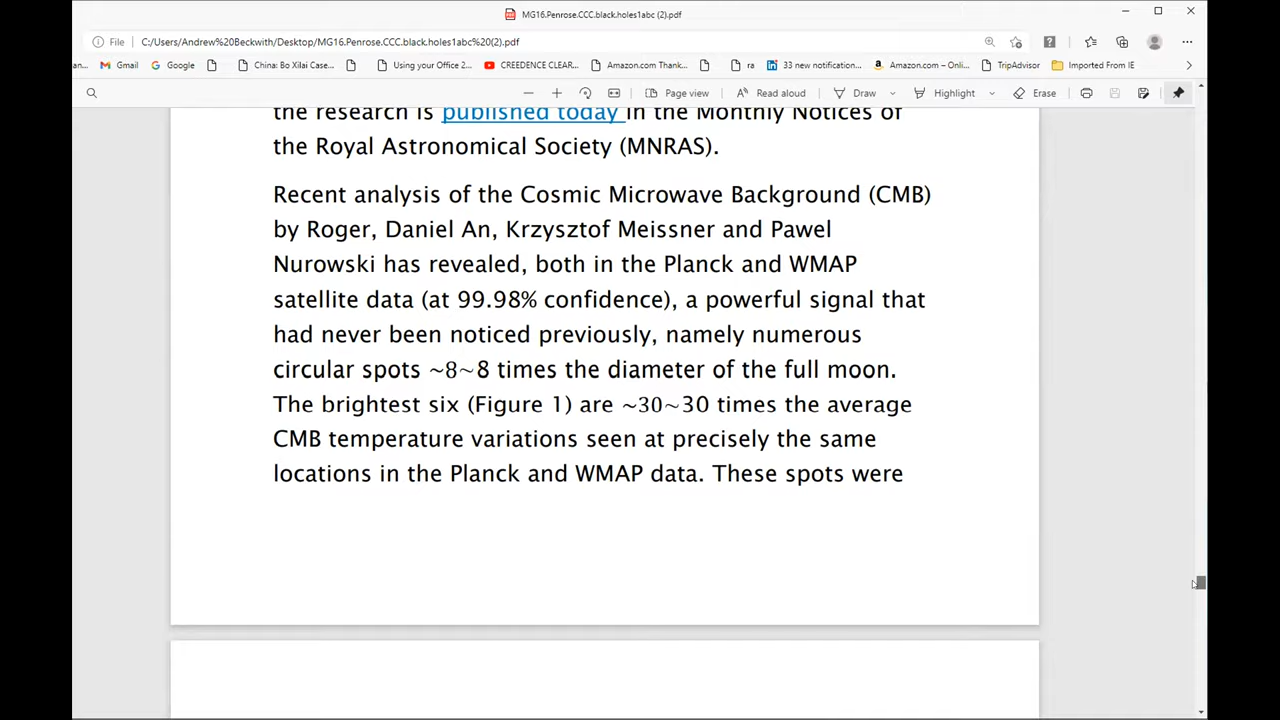 MG16.Penrose.CCC.black.holes1abc (2).pdf
File C:/Users/Andrew%20Beckwith/Desktop/MG16.Penrose.CCC.black.holes1abc%20(2).pdf
an... Gmail Google China: Bo Xilai Case... Using your Office 2... CREEDENCE CLEAR... Amazon.com Thank... ra 33 new notification... Amazon.com – Onli... TripAdvisor Imported From IE
Page view Read aloud Draw Highlight Erase
the research is published today in the Monthly Notices of
the Royal Astronomical Society (MNRAS).
Recent analysis of the Cosmic Microwave Background (CMB)
by Roger, Daniel An, Krzysztof Meissner and Pawel
Nurowski has revealed, both in the Planck and WMAP
satellite data (at 99.98% confidence), a powerful signal that
had never been noticed previously, namely numerous
circular spots ~8~8 times the diameter of the full moon.
The brightest six (Figure 1) are ~30~30 times the average
CMB temperature variations seen at precisely the same
locations in the Planck and WMAP data. These spots were